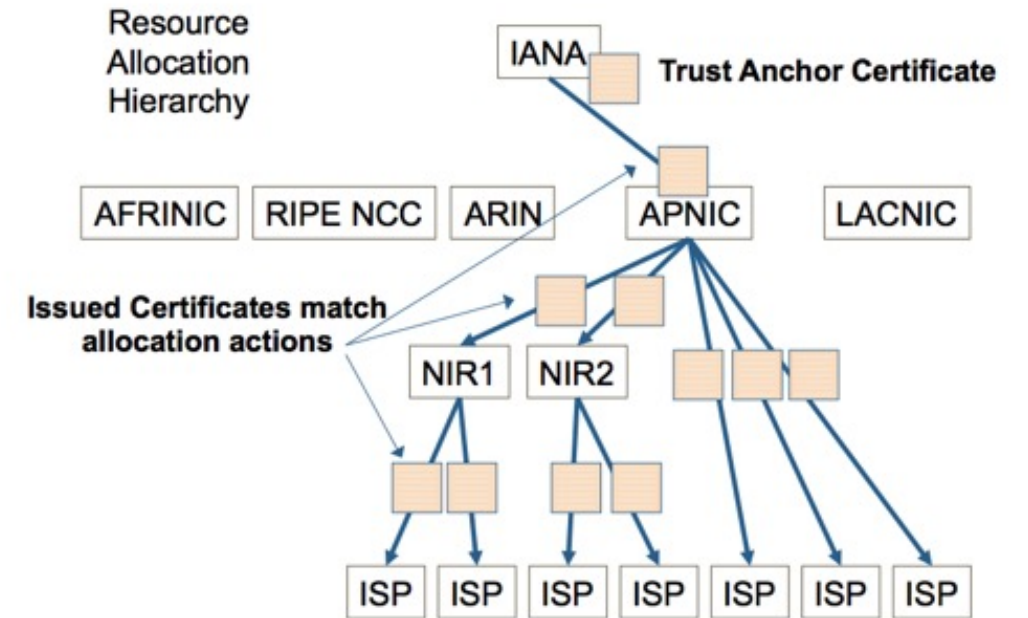 Resource
Allocation
Hierarchy
IANA
Trust Anchor Certificate
AFRINIC
RIPE NCC
ARIN
APNIC
LACNIC
Issued Certificates match
allocation actions
NIR1
NIR2
ISP
ISP
ISP
ISP
ISP
ISP
ISP